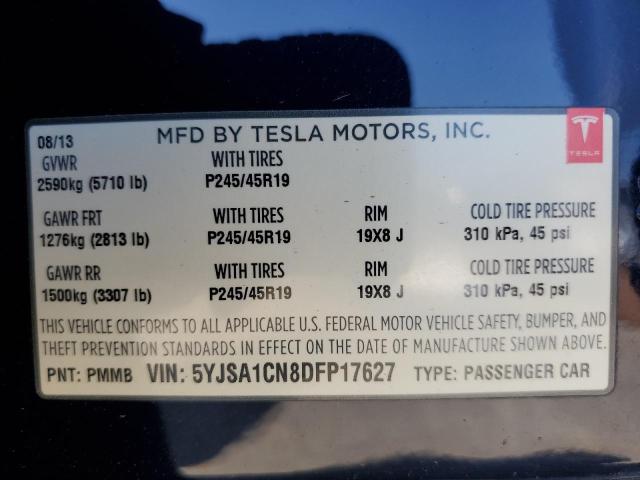 08/13 MFD BY TESLA MOTORS, INC.
TESLA
GVWR WITH TIRES
2590kg (5710 lb) P245/45R19
GAWR FRT WITH TIRES RIM COLD TIRE PRESSURE
1276kg (2813 lb) P245/45R19 19X8 J 310 kPa, 45 psi
GAWR RR WITH TIRES RIM COLD TIRE PRESSURE
1500kg (3307 lb) P245/45R19 19X8 J 310 kPa, 45 psi
THIS VEHICLE CONFORMS TO ALL APPLICABLE U.S. FEDERAL MOTOR VEHICLE SAFETY, BUMPER, AND
THEFT PREVENTION STANDARDS IN EFFECT ON THE DATE OF MANUFACTURE SHOWN ABOVE.
PNT: PMMB VIN: 5YJSA1CN8DFP17627 TYPE: PASSENGER CAR